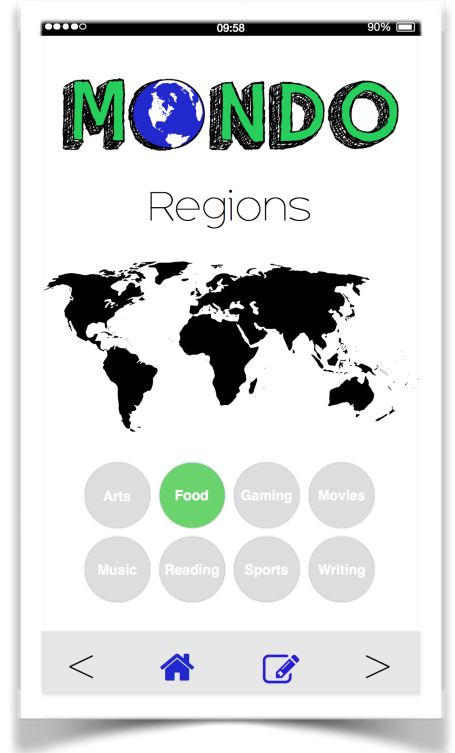 09:58 90%
MONDO
Regions
Arts Food Gaming Movies
Music Reading Sports Writing
< >